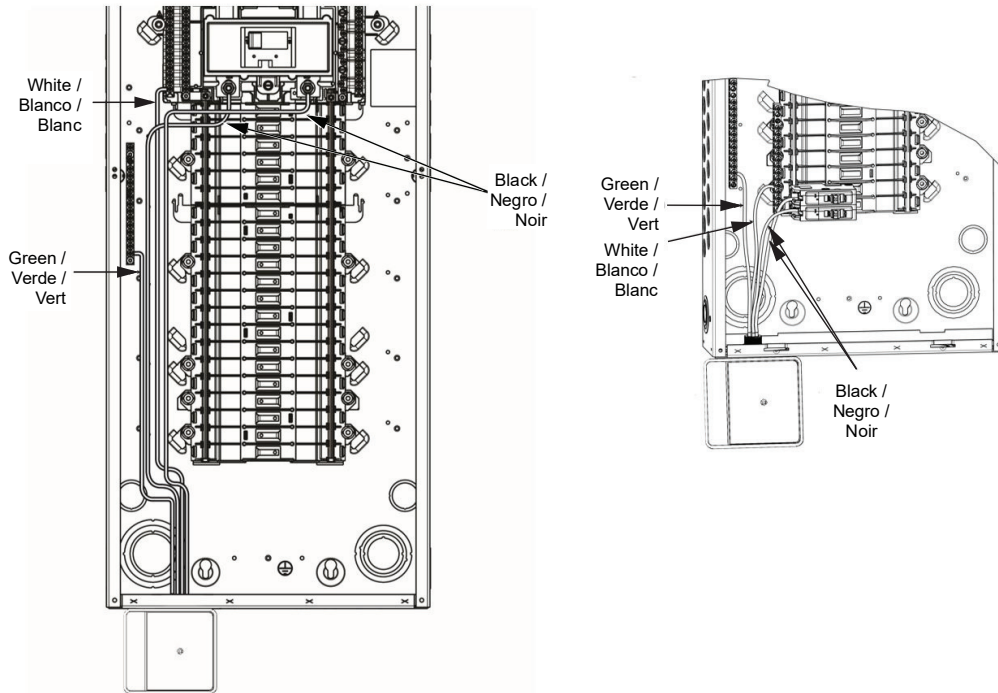 White /
Blanco /
Blanc
Black /
Negro /
Noir
Green /
Verde /
Vert
Green /
Verde /
Vert
White /
Blanco /
Blanc
Black /
Negro /
Noir